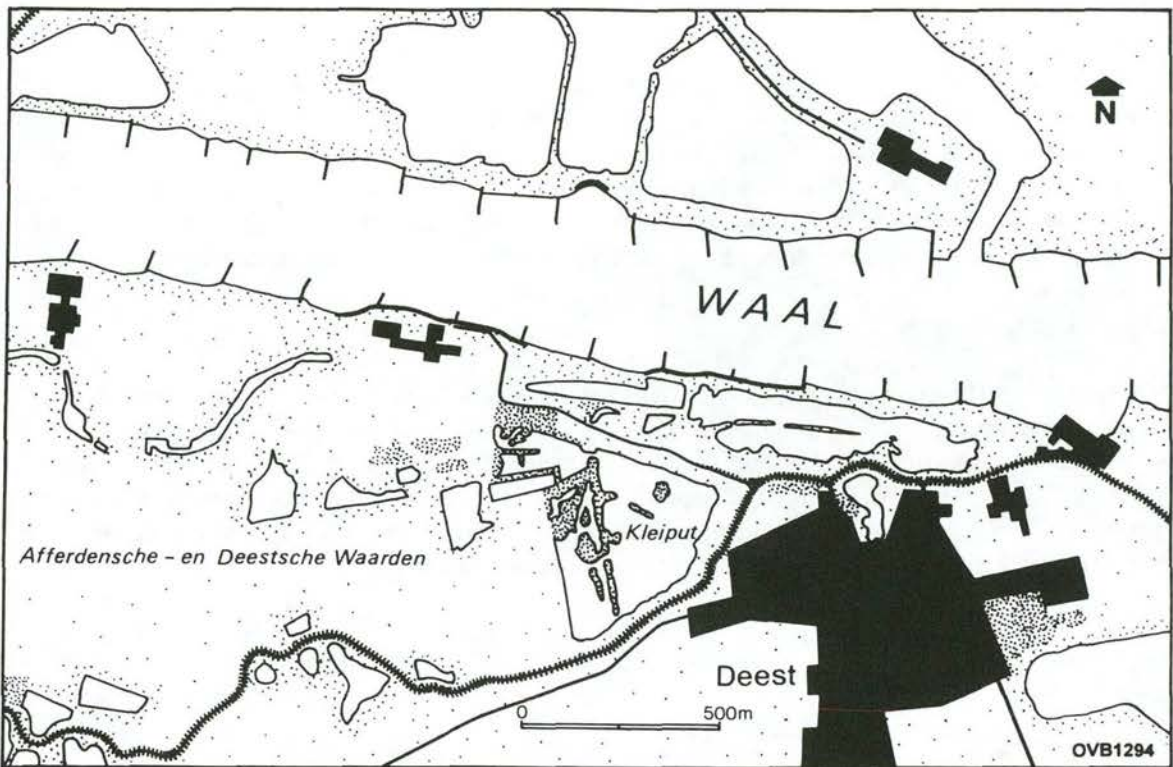 N
WAAL
Kleiput
Afferdensche - en Deestsche Waarden
Deest
0 500m
OVB1294